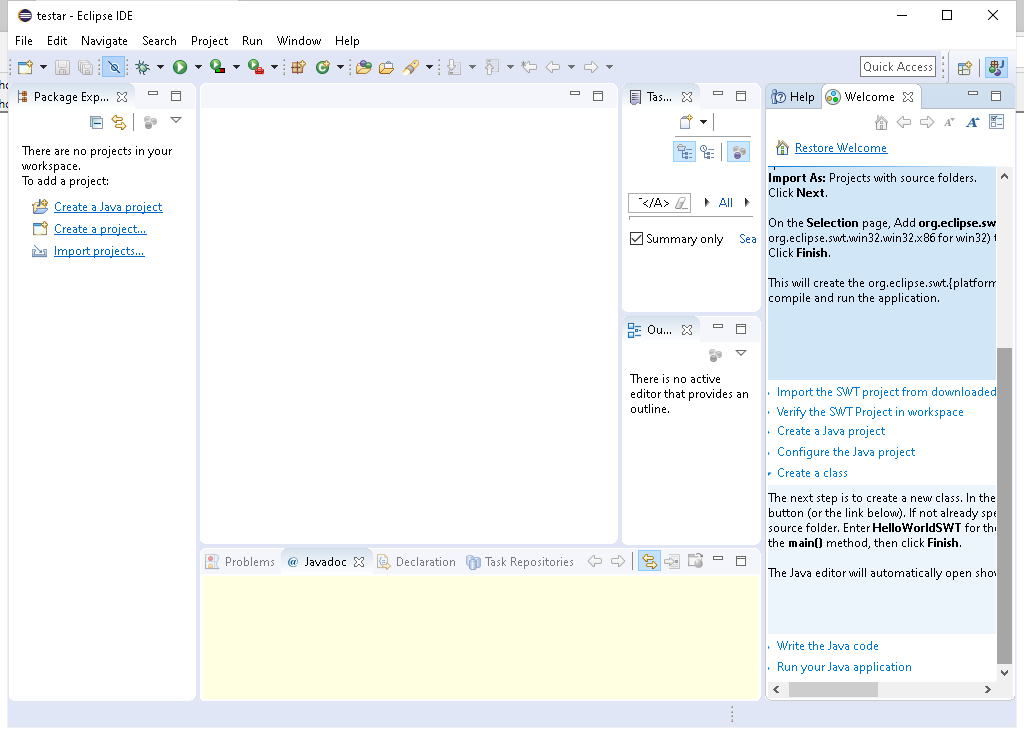 testar - Eclipse IDE
File Edit Navigate Search Project Run Window Help
Quick Access
Package Exp...
There are no projects in your
workspace.
To add a project:
Create a Java project
Create a project...
Import projects...
Tas...
All
Summary only
Sea
Ou...
There is no active
editor that provides an
outline.
Problems @ Javadoc Declaration Task Repositories
Help Welcome
Restore Welcome
Import As: Projects with source folders.
Click Next.
On the Selection page, Add org.eclipse.sw
org.eclipse.swt.win32.win32.x86 for win32) t
Click Finish.
This will create the org.eclipse.swt.{platform
compile and run the application.
Import the SWT project from downloaded
Verify the SWT Project in workspace
Create a Java project
Configure the Java project
Create a class
The next step is to create a new class. In the
button (or the link below). If not already spe
source folder. Enter HelloWorldSWT for the
the main() method, then click Finish.
The Java editor will automatically open show
Write the Java code
Run your Java application